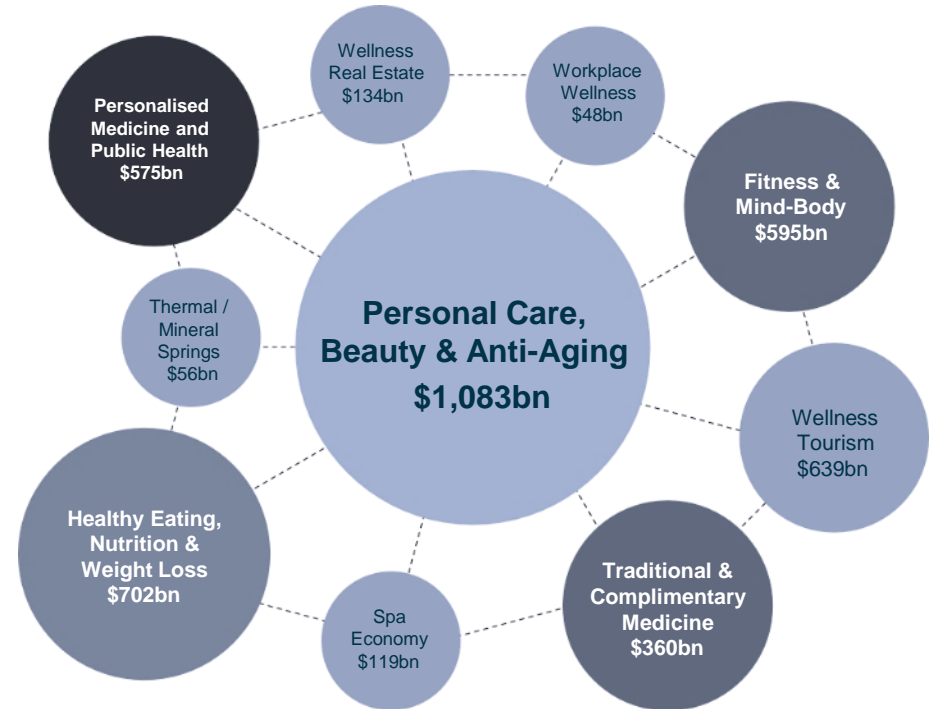 Wellness
Real Estate
$134bn
Workplace
Wellness
$48bn
Personalised
Medicine and
Public Health
$575bn
Fitness &
Mind-Body
$595bn
Thermal /
Mineral
Springs
$56bn
Personal Care,
Beauty & Anti-Aging
$1,083bn
Wellness
Tourism
$639bn
Healthy Eating,
Nutrition &
Weight Loss
$702bn
Traditional &
Complimentary
Medicine
$360bn
Spa
Economy
$119bn